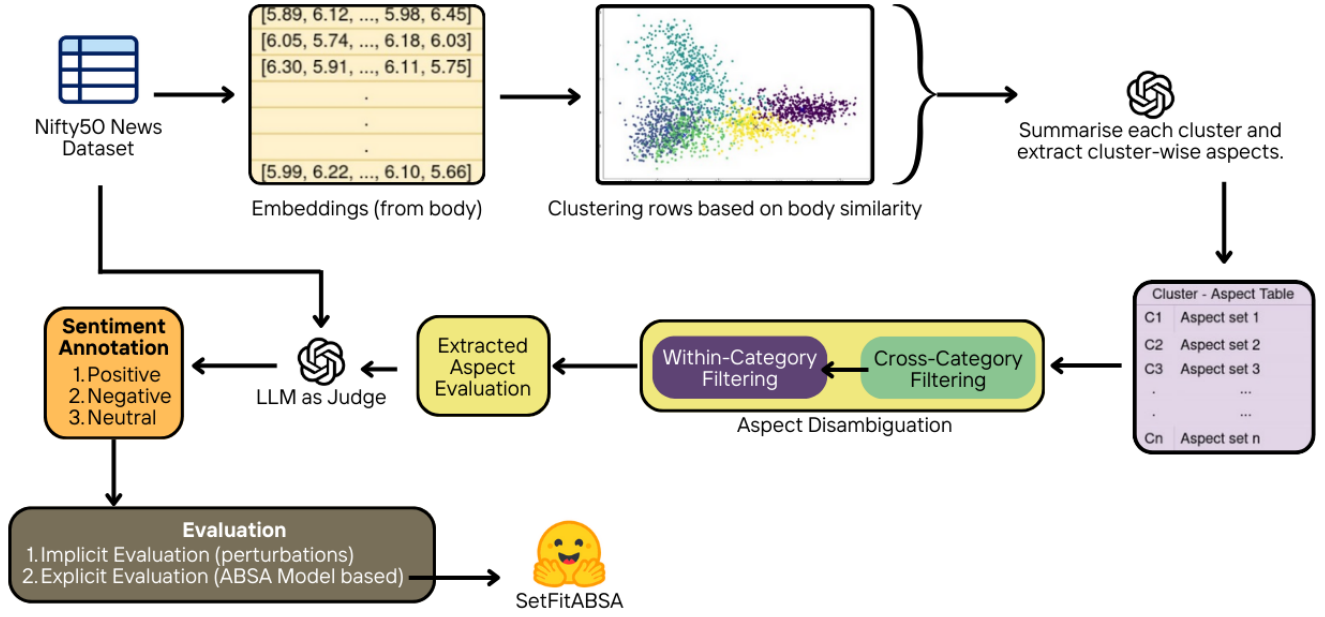 Nifty50 News
Dataset
[5.89, 6.12, ..., 5.98, 6.45]
[6.05, 5.74, ..., 6.18, 6.03]
[6.30, 5.91, ..., 6.11, 5.75]
.
.
.
[5.99, 6.22, ..., 6.10, 5.66]
Embeddings (from body)
Clustering rows based on body similarity
Summarise each cluster and
extract cluster-wise aspects.
Cluster - Aspect Table
C1 Aspect set 1
C2 Aspect set 2
C3 Aspect set 3
. ...
. ...
Cn Aspect set n
Cross-Category
Filtering
Within-Category
Filtering
Aspect Disambiguation
Extracted
Aspect
Evaluation
LLM as Judge
Sentiment
Annotation
1. Positive
2. Negative
3. Neutral
Evaluation
1. Implicit Evaluation (perturbations)
2. Explicit Evaluation (ABSA Model based)
SetFitABSA